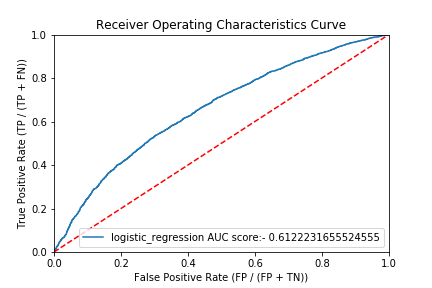 Receiver Operating Characteristics Curve
True Positive Rate (TP / (TP + FN))
1.0
0.8
0.6
0.4
0.2
0.0
logistic_regression AUC score:- 0.6122231655524555
0.0 0.2 0.4 0.6 0.8 1.0
False Positive Rate (FP / (FP + TN))